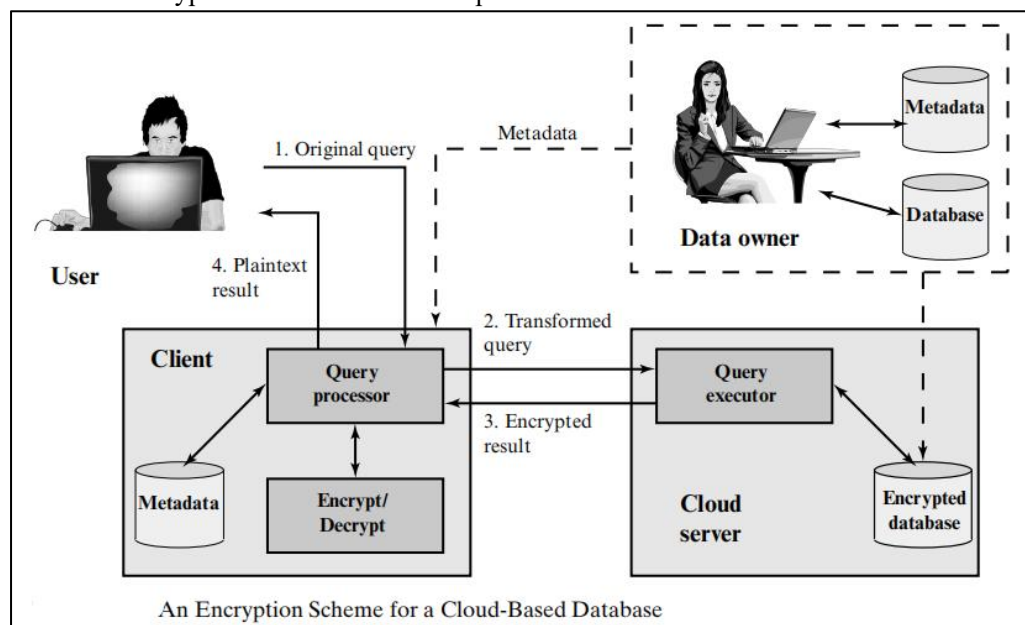 Metadata
Metadata
Database
Data owner
1. Original query
4. Plaintext
result
User
2. Transformed
query
Client
Query
processor
Query
executor
3. Encrypted
result
Metadata
Encrypt/
Decrypt
Cloud
server
Encrypted
database
An Encryption Scheme for a Cloud-Based Database